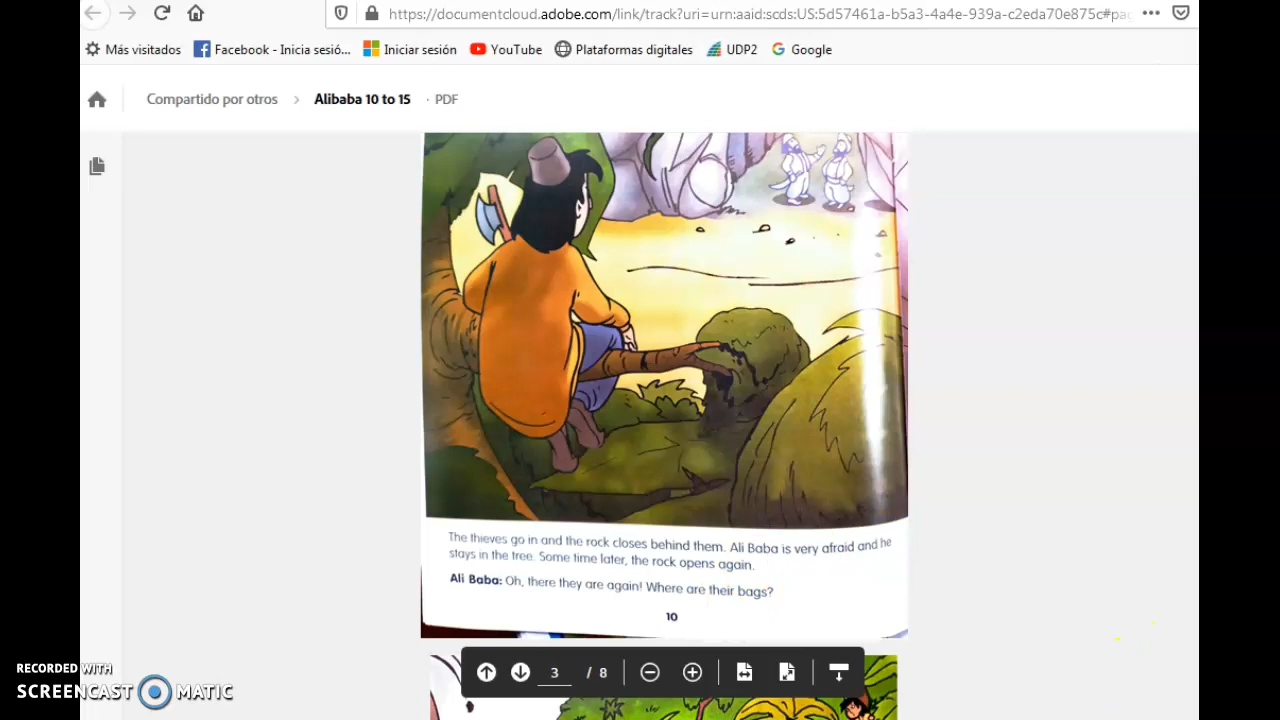 https://documentcloud.adobe.com/link/track?uri=urn:aaid:scds:US:5d57461a-b5a3-4a4e-939a-c2eda70e875c#pag
Más visitados Facebook - Inicia sesió... Iniciar sesión YouTube Plataformas digitales UDP2 Google
Compartido por otros > Alibaba 10 to 15 · PDF
The thieves go in and the rock closes behind them. Ali Baba is very afraid and he
stays in the tree. Some time later, the rock opens again.
Ali Baba: Oh, there they are again! Where are their bags?
10
3 / 8
RECORDED WITH
SCREENCAST MATIC